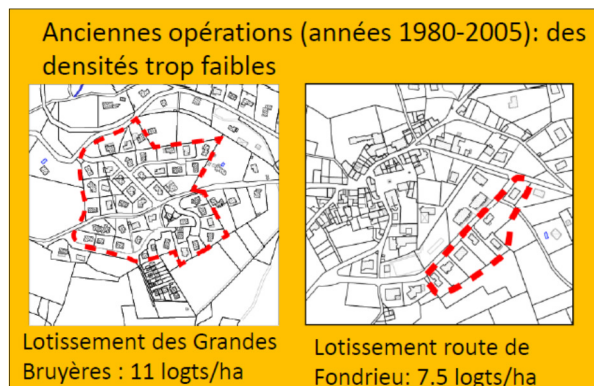 Anciennes opérations (années 1980-2005): des
densités trop faibles
Lotissement des Grandes
Bruyères : 11 logts/ha
Lotissement route de
Fondrieu: 7.5 logts/ha